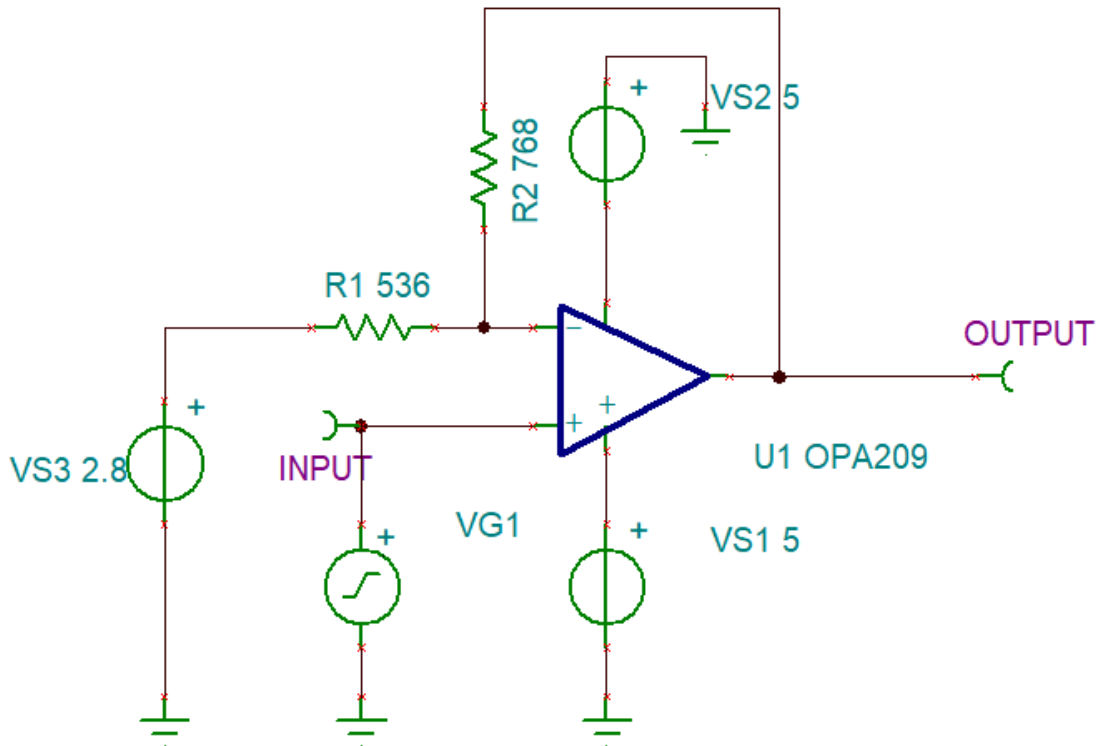 +
VS2 5
R2 768
R1 536
OUTPUT
−
+
+
+
VS3 2.8
INPUT
U1 OPA209
VG1
+
+
VS1 5